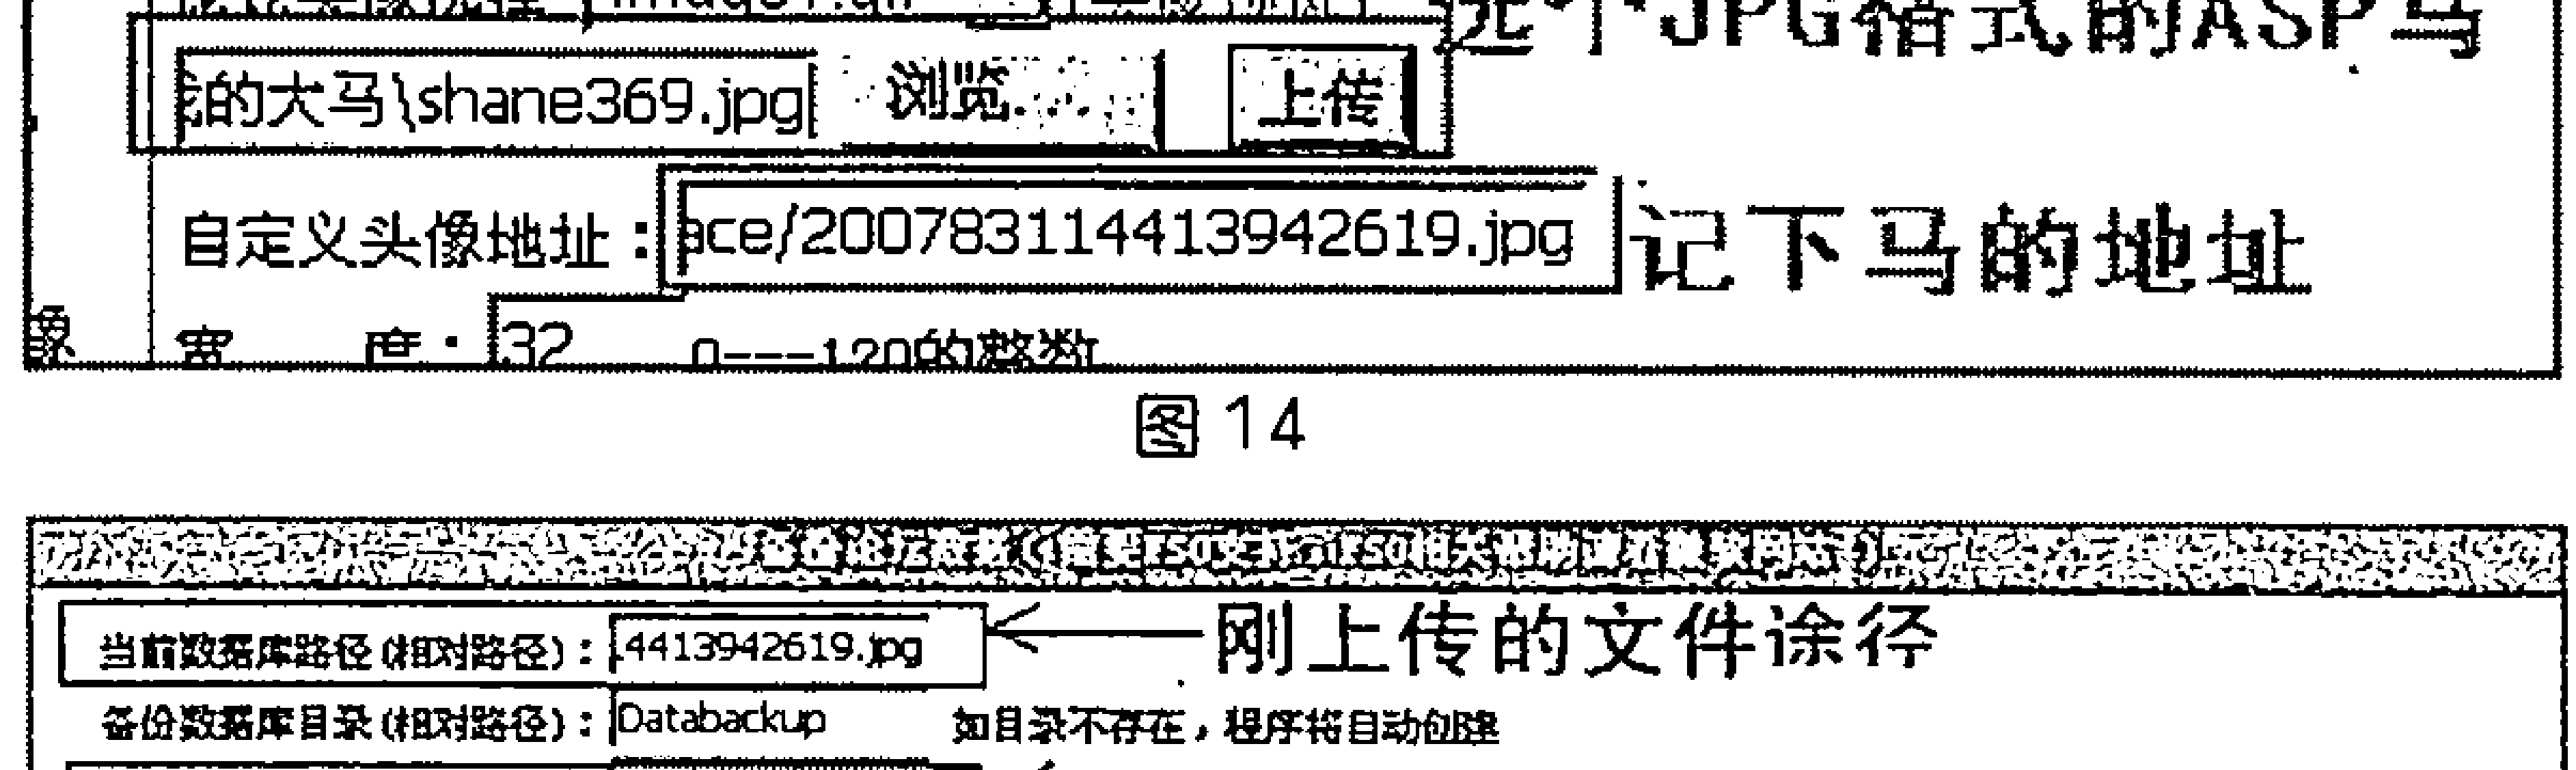 个JPG格式的ASP马
的大马\shane369.jpg 浏览... 上传
自定义头像地址：ace/200783114413942619.jpg 记下马的地址
像 宽 度：32 0---120的整数
图 14
当前数据库路径(相对路径)：.4413942619.jpg 刚上传的文件途径
备份数据库目录(相对路径)：Databackup 如目录不存在，程序将自动创建